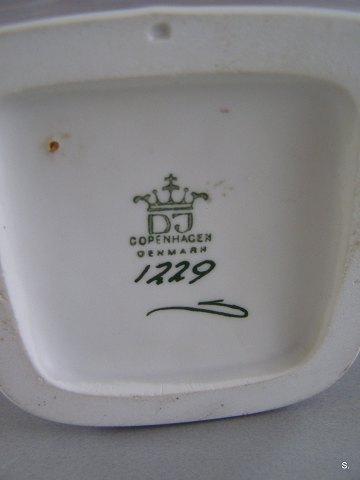 DJ
COPENHAGEN
DENMARK
1229
S.